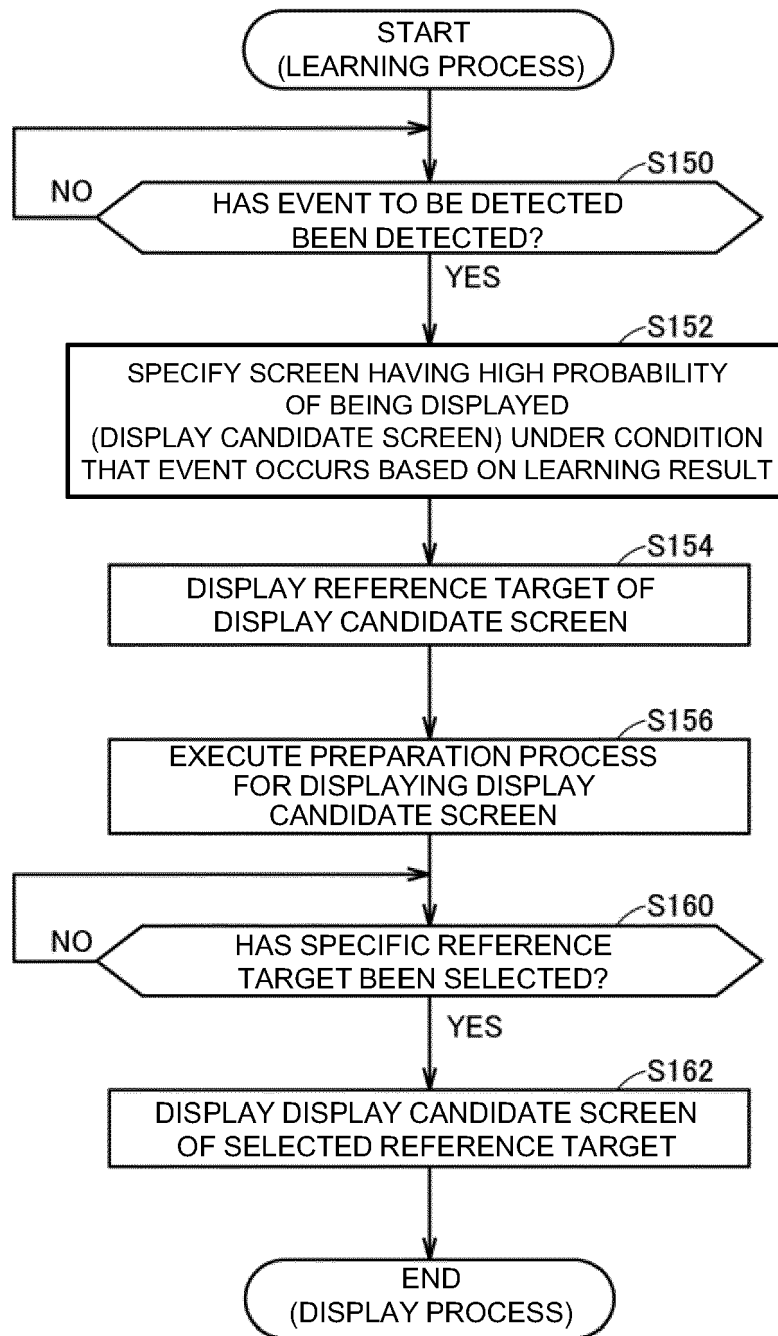 START
(LEARNING PROCESS)
S150
NO
HAS EVENT TO BE DETECTED
BEEN DETECTED?
YES
S152
SPECIFY SCREEN HAVING HIGH PROBABILITY
OF BEING DISPLAYED
(DISPLAY CANDIDATE SCREEN) UNDER CONDITION
THAT EVENT OCCURS BASED ON LEARNING RESULT
S154
DISPLAY REFERENCE TARGET OF
DISPLAY CANDIDATE SCREEN
S156
EXECUTE PREPARATION PROCESS
FOR DISPLAYING DISPLAY
CANDIDATE SCREEN
S160
NO
HAS SPECIFIC REFERENCE
TARGET BEEN SELECTED?
YES
S162
DISPLAY DISPLAY CANDIDATE SCREEN
OF SELECTED REFERENCE TARGET
END
(DISPLAY PROCESS)